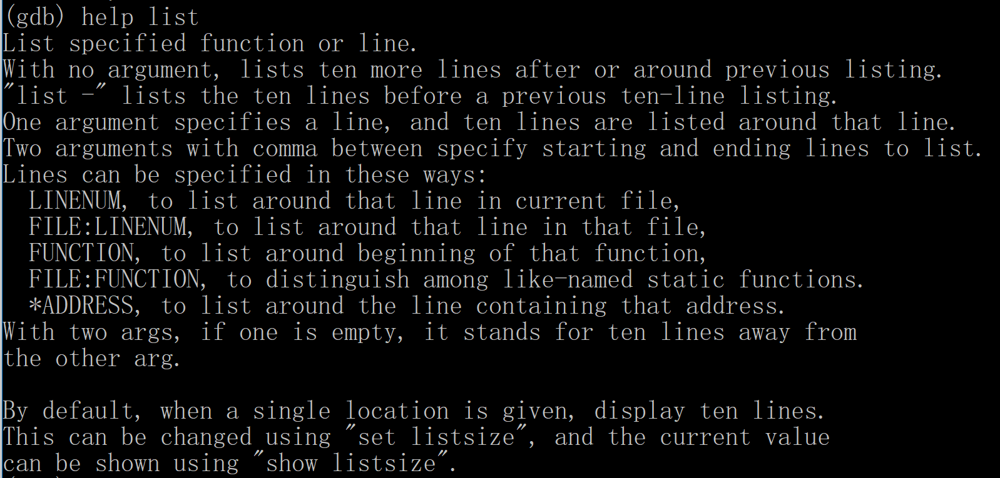 (gdb) help list
List specified function or line.
With no argument, lists ten more lines after or around previous listing.
"list -" lists the ten lines before a previous ten-line listing.
One argument specifies a line, and ten lines are listed around that line.
Two arguments with comma between specify starting and ending lines to list.
Lines can be specified in these ways:
  LINENUM, to list around that line in current file,
  FILE:LINENUM, to list around that line in that file,
  FUNCTION, to list around beginning of that function,
  FILE:FUNCTION, to distinguish among like-named static functions.
  *ADDRESS, to list around the line containing that address.
With two args, if one is empty, it stands for ten lines away from
the other arg.

By default, when a single location is given, display ten lines.
This can be changed using "set listsize", and the current value
can be shown using "show listsize".